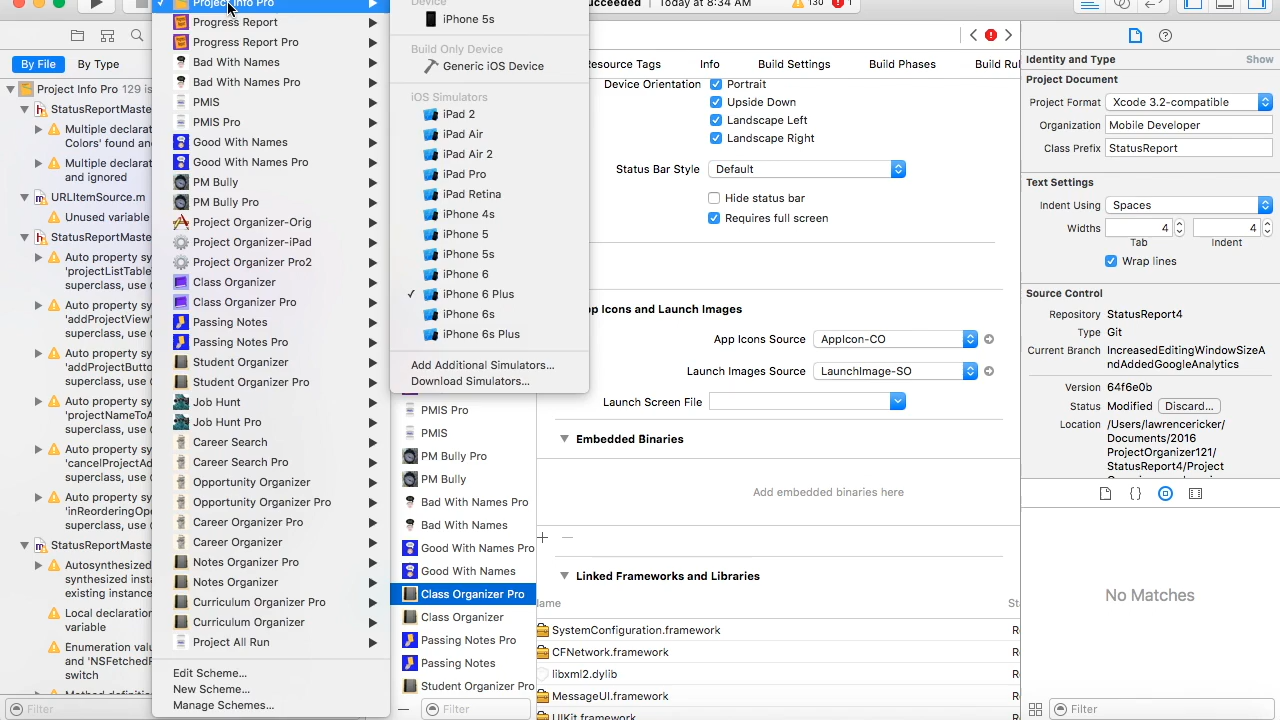 Project Info Pro
Device
ucceeded
Today at 8:34 AM
130
1
By File
By Type
Project Info Pro 129 is
StatusReportMaste
Multiple declarat
Colors' found an
Multiple declarat
and ignored
URLItemSource.m
Unused variable
StatusReportMaste
Auto property sy
'projectListTable
superclass, use
Auto property sy
'addProjectView'
superclass, use
Auto property sy
'addProjectButto
superclass, use
Auto property sy
'projectNameToA
superclass, use
Auto property sy
'cancelProjectAd
superclass, use
Auto property sy
'inReorderingOpe
superclass, use
StatusReportMaste
Autosynthesized
synthesized insta
existing instance
Local declaration
variable
Enumeration valu
and 'NSFetchedR
switch
Method definitio
Filter
Progress Report
Progress Report Pro
Bad With Names
Bad With Names Pro
PMIS
PMIS Pro
Good With Names
Good With Names Pro
PM Bully
PM Bully Pro
Project Organizer-Orig
Project Organizer-iPad
Project Organizer Pro2
Class Organizer
Class Organizer Pro
Passing Notes
Passing Notes Pro
Student Organizer
Student Organizer Pro
Job Hunt
Job Hunt Pro
Career Search
Career Search Pro
Opportunity Organizer
Opportunity Organizer Pro
Career Organizer Pro
Career Organizer
Notes Organizer Pro
Notes Organizer
Curriculum Organizer Pro
Curriculum Organizer
Project All Run
Edit Scheme...
New Scheme...
Manage Schemes...
iPhone 5s
Build Only Device
Generic iOS Device
iOS Simulators
iPad 2
iPad Air
iPad Air 2
iPad Pro
iPad Retina
iPhone 4s
iPhone 5
iPhone 5s
iPhone 6
iPhone 6 Plus
iPhone 6s
iPhone 6s Plus
Add Additional Simulators...
Download Simulators...
PMIS Pro
PMIS
PM Bully Pro
PM Bully
Bad With Names Pro
Bad With Names
Good With Names Pro
Good With Names
Class Organizer Pro
Class Organizer
Passing Notes Pro
Passing Notes
Student Organizer Pro
Filter
esource Tags
Info
Build Settings
Build Phases
Build Rul
Device Orientation
Portrait
Upside Down
Landscape Left
Landscape Right
Status Bar Style
Default
Hide status bar
Requires full screen
pp Icons and Launch Images
App Icons Source
AppIcon-CO
Launch Images Source
LaunchImage-SO
Launch Screen File
Embedded Binaries
Add embedded binaries here
Linked Frameworks and Libraries
lame
St
SystemConfiguration.framework
R
CFNetwork.framework
R
libxml2.dylib
R
MessageUI.framework
R
UIKit.framework
R
Identity and Type
Show
Project Document
Project Format
Xcode 3.2-compatible
Organization
Mobile Developer
Class Prefix
StatusReport
Text Settings
Indent Using
Spaces
Widths
4
4
Tab
Indent
Wrap lines
Source Control
Repository StatusReport4
Type Git
Current Branch IncreasedEditingWindowSizeA
ndAddedGoogleAnalytics
Version 64f6e0b
Status Modified Discard...
Location /Users/lawrencericker/
Documents/2016
ProjectOrganizer121/
StatusReport4/Project
No Matches
Filter